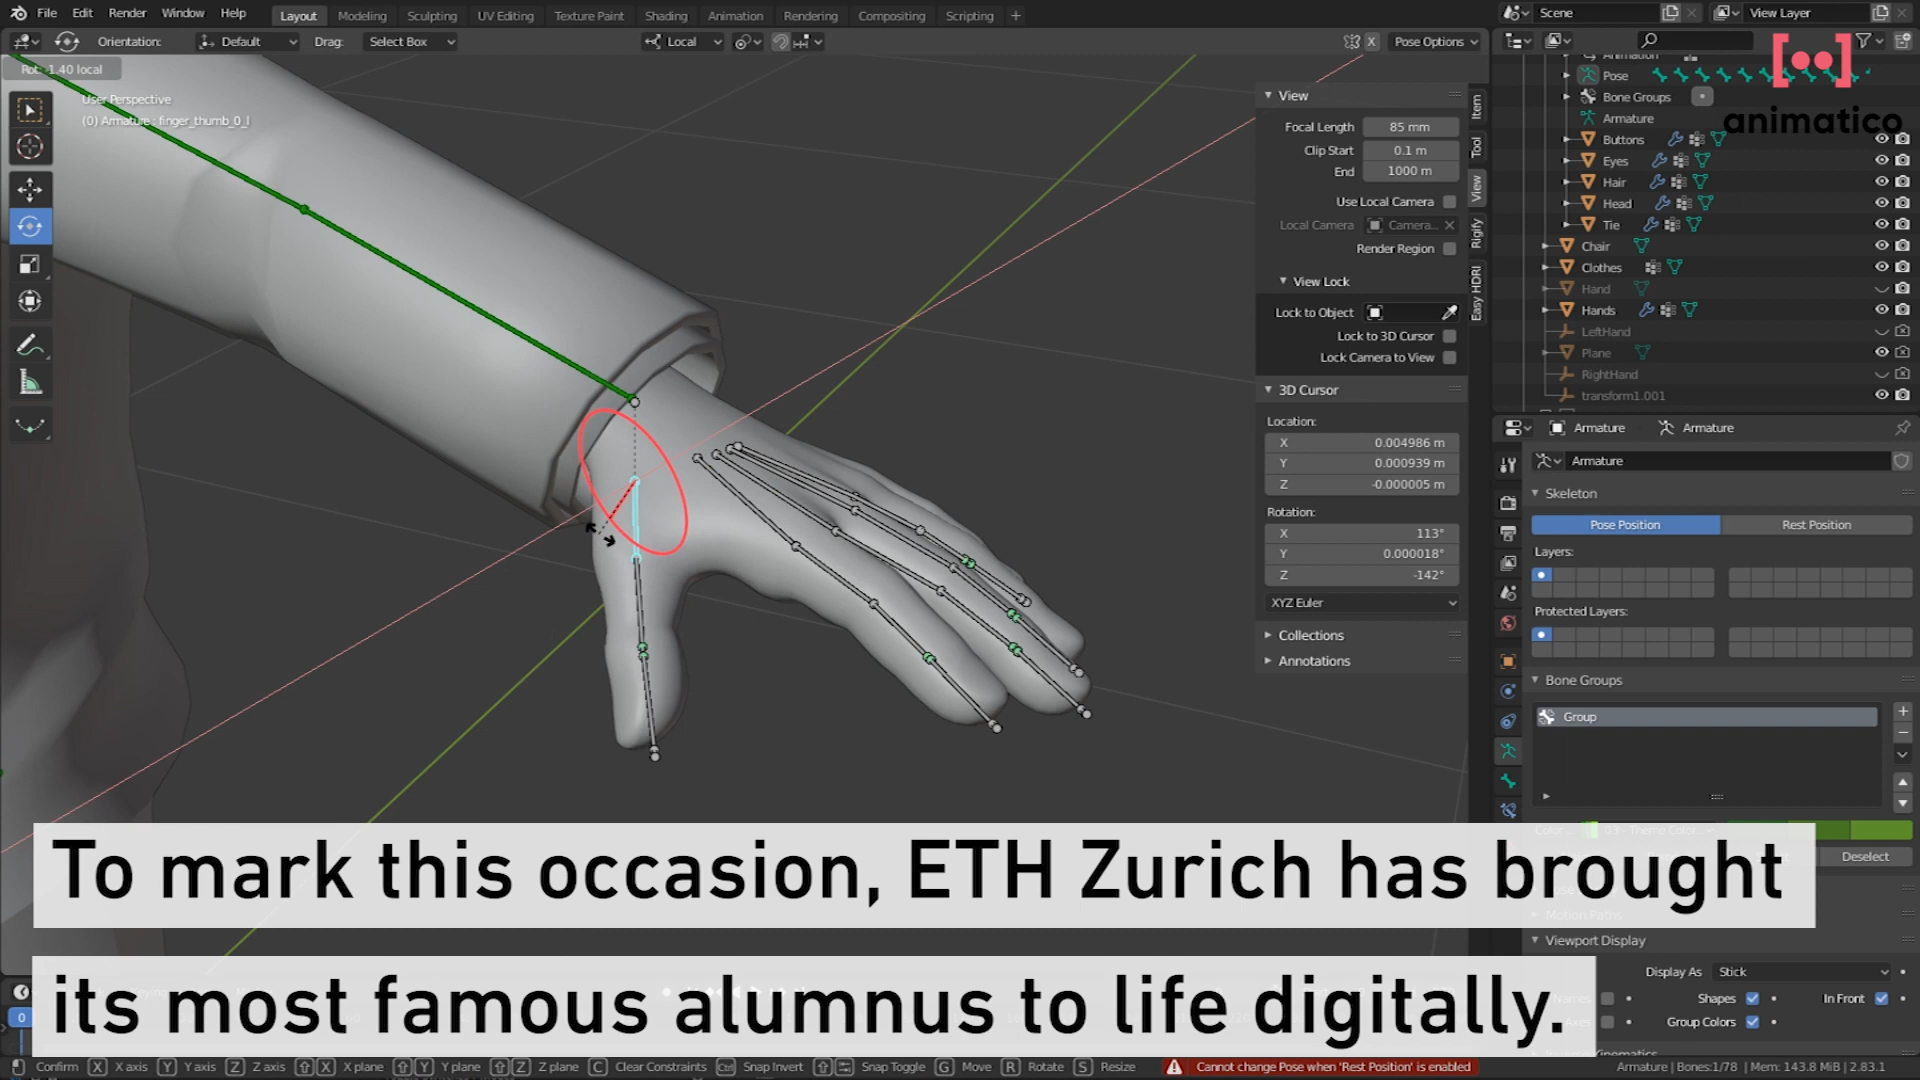 File Edit Render Window Help Layout Modeling Sculpting UV Editing Texture Paint Shading Animation Rendering Compositing Scripting + Scene View Layer
Orientation: Default Drag: Select Box Local X Pose Options
Rot: -1.40 local
User Perspective
(0) Armature : finger_thumb_0_l
View
Focal Length 85 mm
Clip Start 0.1 m
End 1000 m
Use Local Camera
Local Camera Camera...
Render Region
View Lock
Lock to Object
Lock to 3D Cursor
Lock Camera to View
3D Cursor
Location:
X 0.004986 m
Y 0.000939 m
Z -0.000005 m
Rotation:
X 113°
Y 0.000018°
Z -142°
XYZ Euler
Collections
Annotations
Item
Tool
View
Rigify
Easy HDRI
Animation
Pose
Bone Groups
Armature
animatico
Buttons
Eyes
Hair
Head
Tie
Chair
Clothes
Hand
Hands
LeftHand
Plane
RightHand
transform1.001
Armature Armature
Armature
Skeleton
Pose Position Rest Position
Layers:
Protected Layers:
Bone Groups
Group
Deselect
Motion Paths
Viewport Display
Display As Stick
Shapes In Front
Group Colors
To mark this occasion, ETH Zurich has brought
its most famous alumnus to life digitally.
0
Confirm X X axis Y Y axis Z Z axis X X plane Y Y plane Z Z plane C Clear Constraints Ctrl Snap Invert Snap Toggle G Move R Rotate S Resize Cannot change Pose when 'Rest Position' is enabled Armature | Bones:1/78 | Mem: 143.8 MiB | 2.83.1